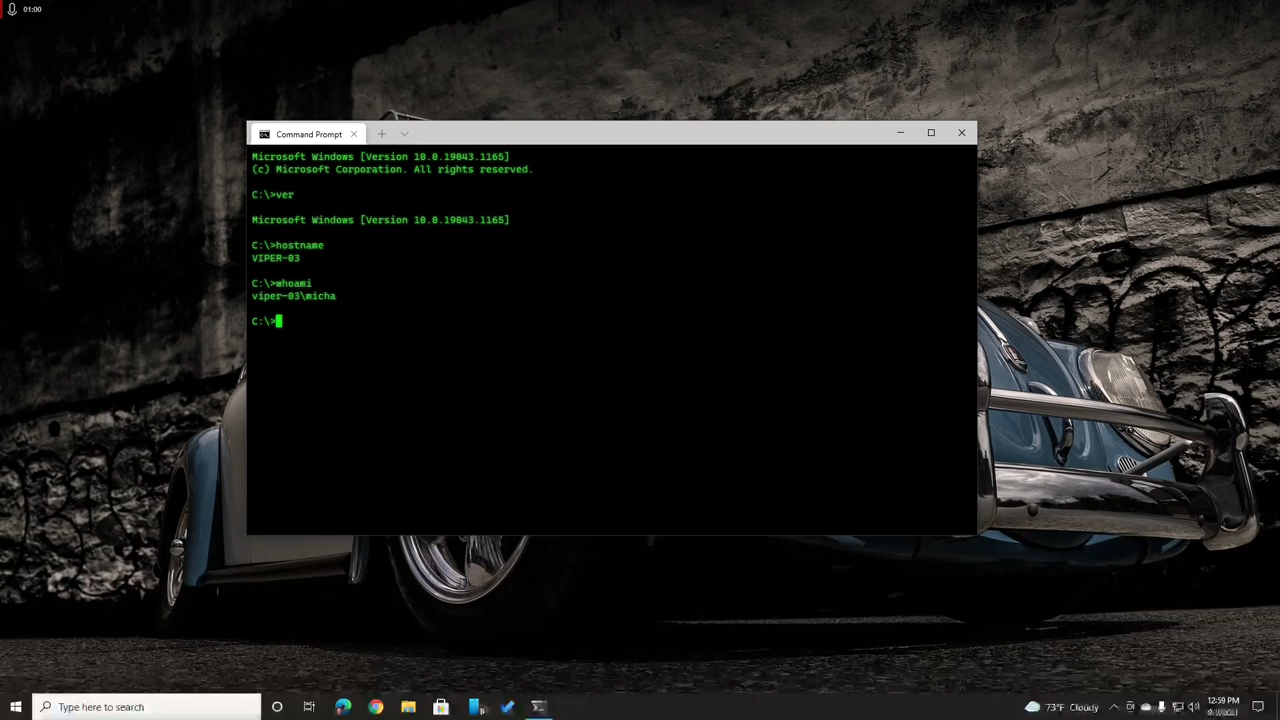 01:00
Command Prompt
Microsoft Windows [Version 10.0.19043.1165]
(c) Microsoft Corporation. All rights reserved.
C:\>ver
Microsoft Windows [Version 10.0.19043.1165]
C:\>hostname
VIPER-03
C:\>whoami
viper-03\micha
C:\>
Type here to search
73°F Cloudy
12:59 PM